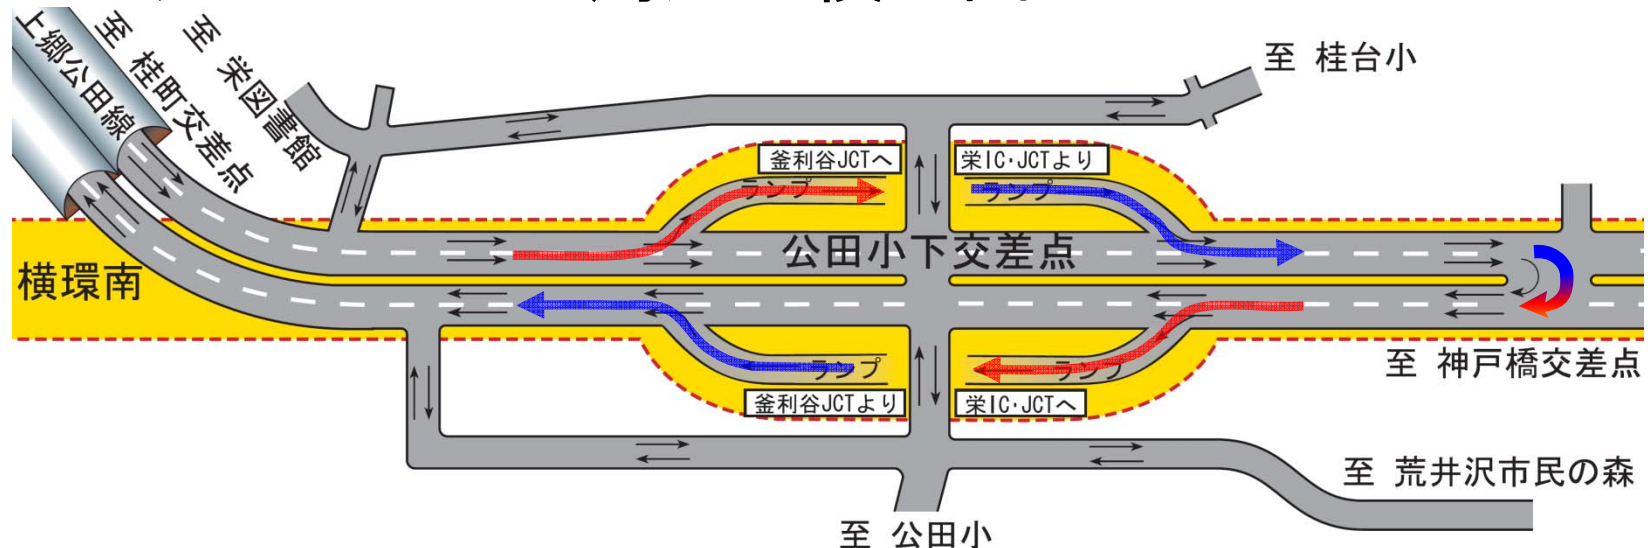 上郷公田線
至 桂町交差点
至 栄図書館
至 桂台小
釜利谷JCTへ
栄IC・JCTより
ランプ
ランプ
公田小下交差点
横環南
ランプ
ランプ
至 神戸橋交差点
釜利谷JCTより
栄IC・JCTへ
至 荒井沢市民の森
至 公田小